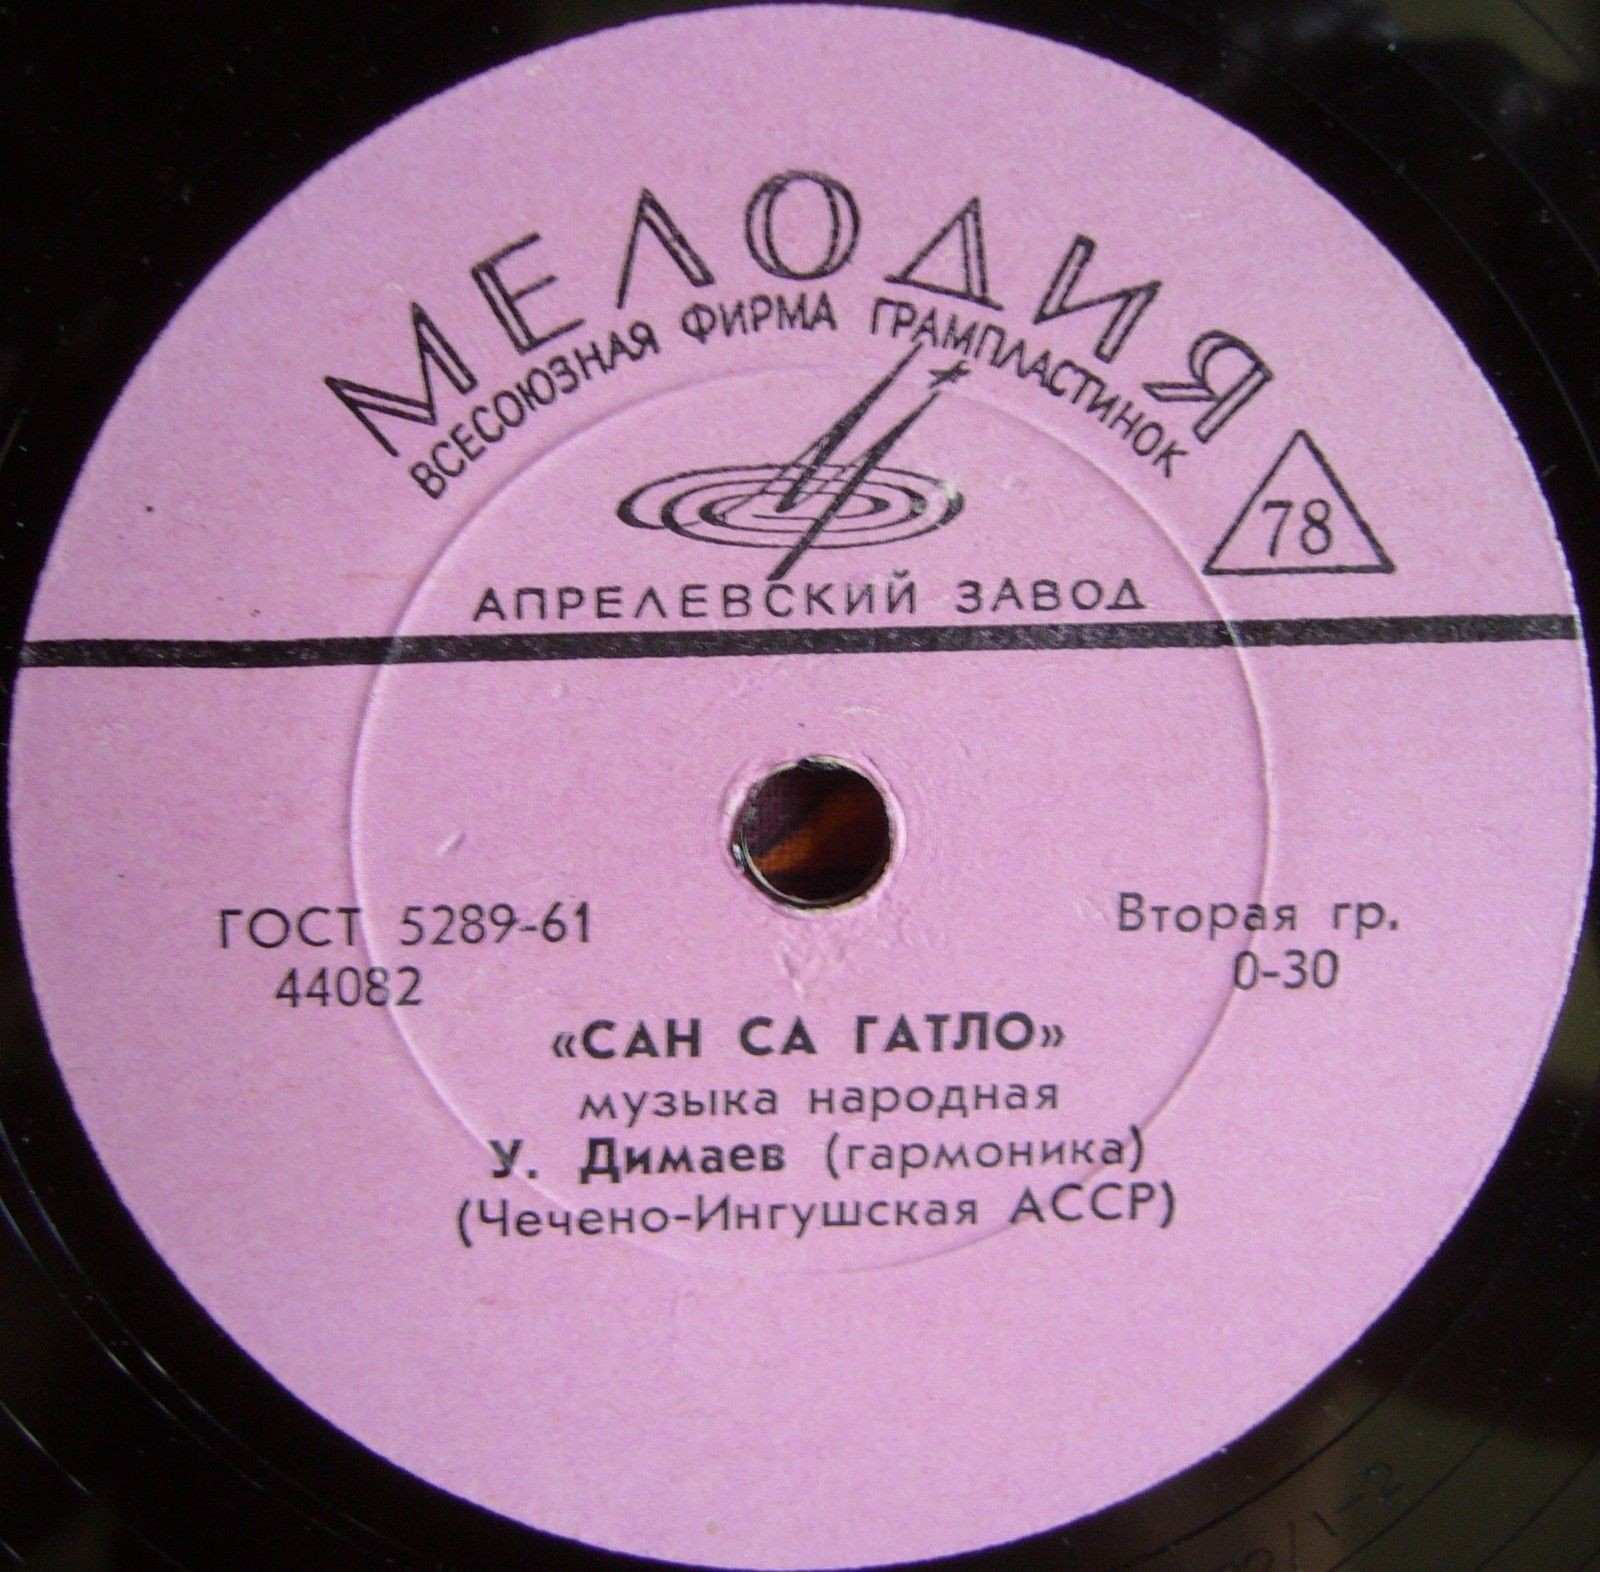 МЕЛОДИЯ
ВСЕСОЮЗНАЯ ФИРМА ГРАМПЛАСТИНОК
78
АПРЕЛЕВСКИЙ ЗАВОД
ГОСТ 5289-61
Вторая гр.
44082
0-30
«САН СА ГАТЛО»
музыка народная
У. Димаев (гармоника)
(Чечено-Ингушская АССР)